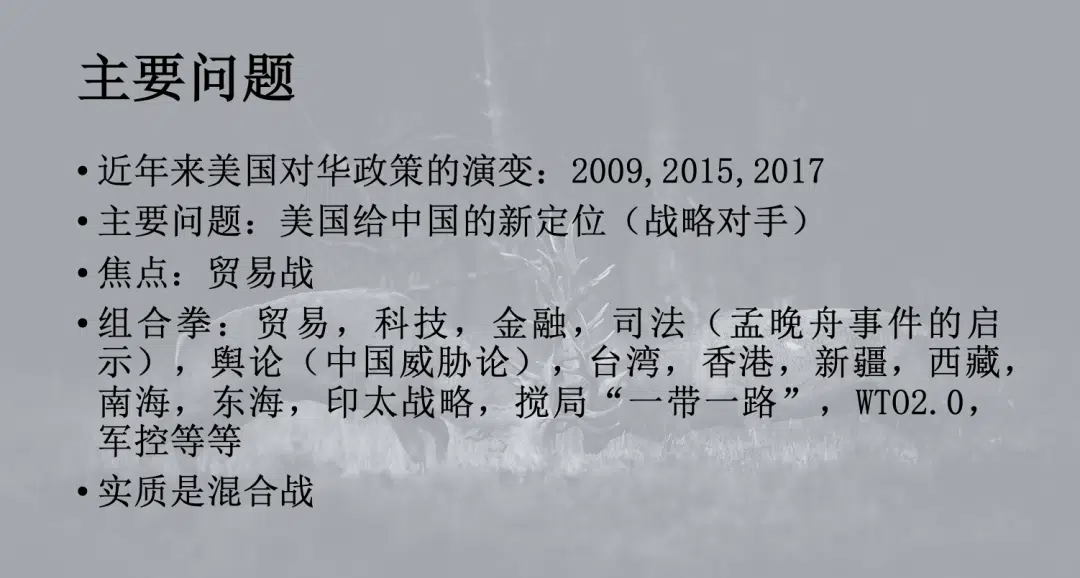 主要问题
• 近年来美国对华政策的演变：2009,2015,2017
• 主要问题：美国给中国的新定位（战略对手）
• 焦点：贸易战
• 组合拳：贸易，科技，金融，司法（孟晚舟事件的启
示），舆论（中国威胁论），台湾，香港，新疆，西藏，
南海，东海，印太战略，搅局“一带一路”，WTO2.0，
军控等等
• 实质是混合战